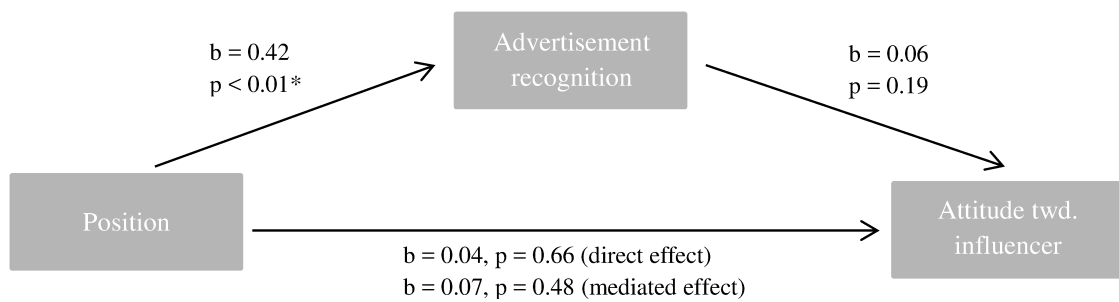 b = 0.42
p < 0.01*
Advertisement
recognition
b = 0.06
p = 0.19
Position
Attitude twd.
influencer
b = 0.04, p = 0.66 (direct effect)
b = 0.07, p = 0.48 (mediated effect)